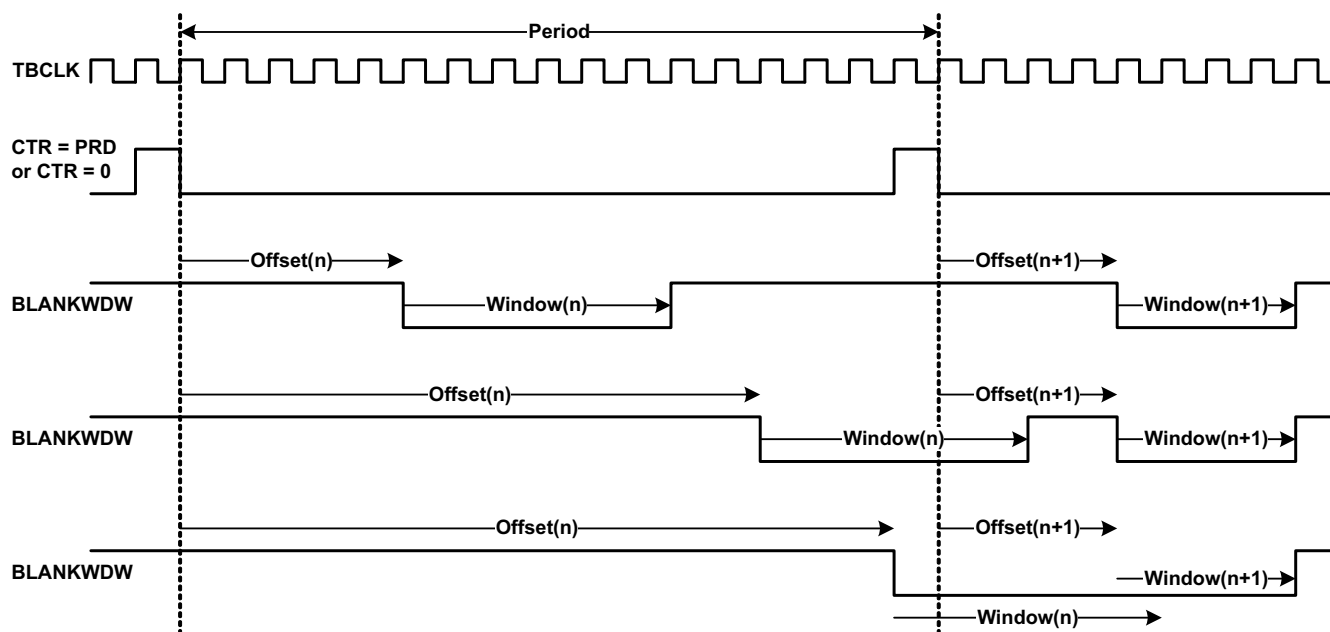 Period
TBCLK
CTR = PRD
or CTR = 0
Offset(n)
Offset(n+1)
BLANKWDW
Window(n)
Window(n+1)
Offset(n)
Offset(n+1)
BLANKWDW
Window(n)
Window(n+1)
Offset(n)
Offset(n+1)
BLANKWDW
Window(n+1)
Window(n)